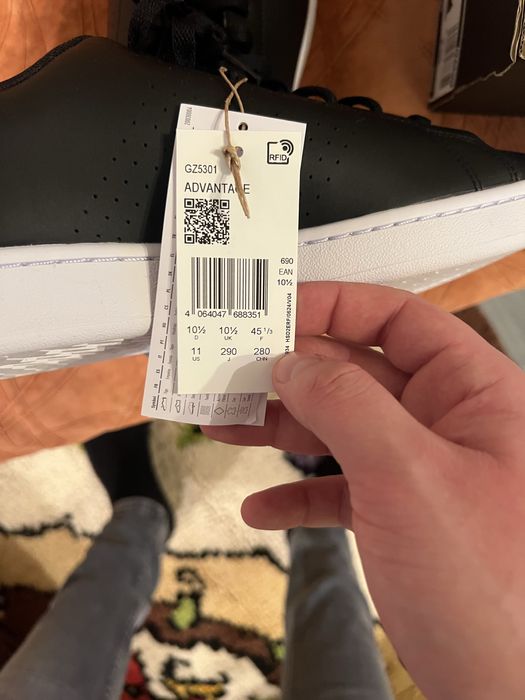 RFID
GZ5301
ADVANTAGE
690
EAN
10½
4 064047 688351
10½ 10½ 45 1/3
D UK F
11 290 280
US J CHN